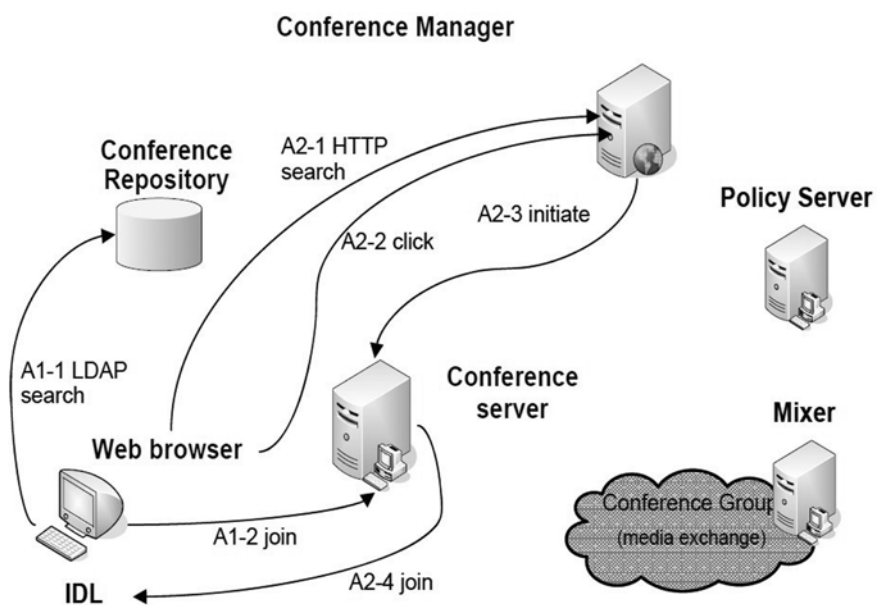 Conference Manager
A2-1 HTTP
search
Conference
Repository
Policy Server
A2-3 initiate
A2-2 click
A1-1 LDAP
search
Conference
server
Web browser
Mixer
Conference Group
(media exchange)
A1-2 join
A2-4 join
IDL